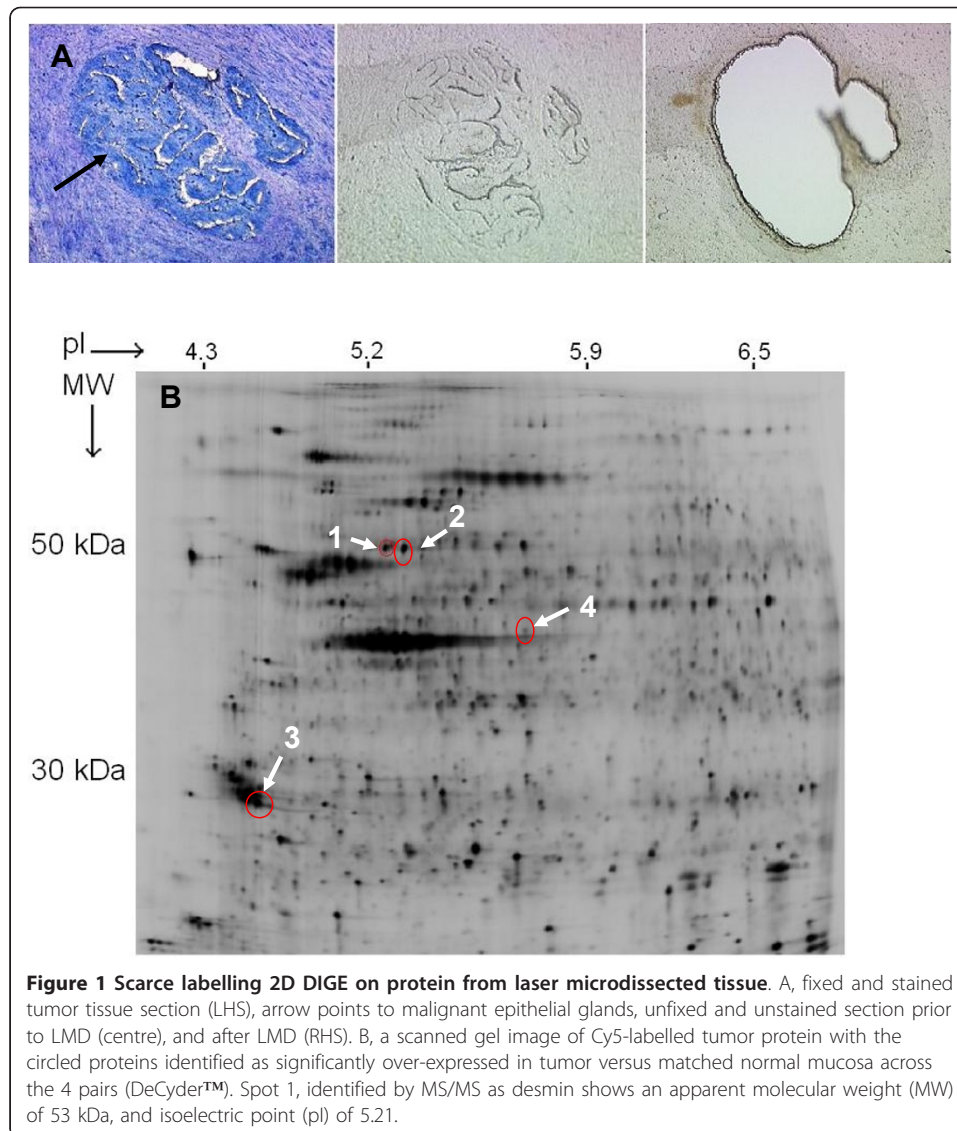 A
pI 4.3 5.2 5.9 6.5
MW
B
1 2
50 kDa
4
3
30 kDa
Figure 1 Scarce labelling 2D DIGE on protein from laser microdissected tissue. A, fixed and stained
tumor tissue section (LHS), arrow points to malignant epithelial glands, unfixed and unstained section prior
to LMD (centre), and after LMD (RHS). B, a scanned gel image of Cy5-labelled tumor protein with the
circled proteins identified as significantly over-expressed in tumor versus matched normal mucosa across
the 4 pairs (DeCyder™). Spot 1, identified by MS/MS as desmin shows an apparent molecular weight (MW)
of 53 kDa, and isoelectric point (pI) of 5.21.